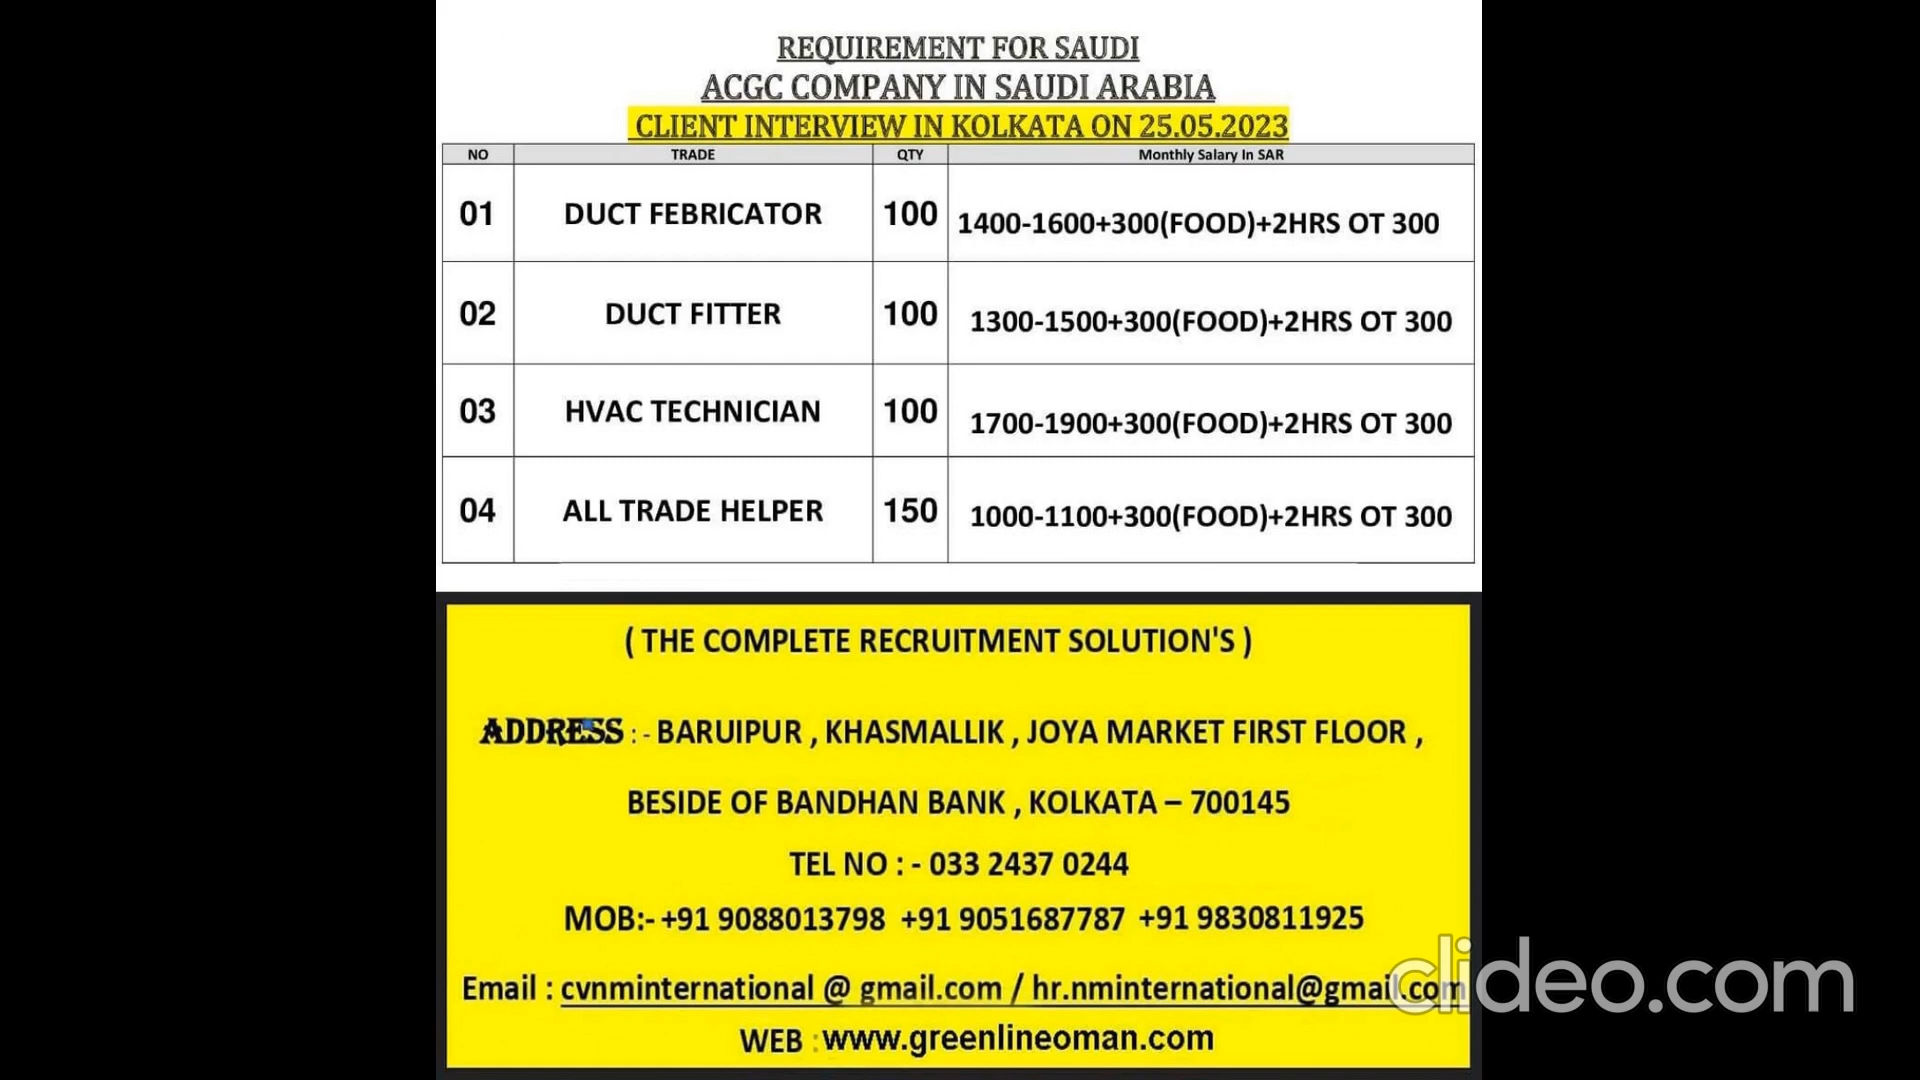 REQUIREMENT FOR SAUDI
ACGC COMPANY IN SAUDI ARABIA
CLIENT INTERVIEW IN KOLKATA ON 25.05.2023
NO TRADE QTY Monthly Salary In SAR
01 DUCT FEBRICATOR 100 1400-1600+300(FOOD)+2HRS OT 300
02 DUCT FITTER 100 1300-1500+300(FOOD)+2HRS OT 300
03 HVAC TECHNICIAN 100 1700-1900+300(FOOD)+2HRS OT 300
04 ALL TRADE HELPER 150 1000-1100+300(FOOD)+2HRS OT 300
( THE COMPLETE RECRUITMENT SOLUTION'S )
ADDRESS : - BARUIPUR , KHASMALLIK , JOYA MARKET FIRST FLOOR ,
BESIDE OF BANDHAN BANK , KOLKATA – 700145
TEL NO : - 033 2437 0244
MOB:- +91 9088013798 +91 9051687787 +91 9830811925
Email : cvnminternational @ gmail.com / hr.nminternational@gmail.com
WEB : www.greenlineoman.com
clideo.com